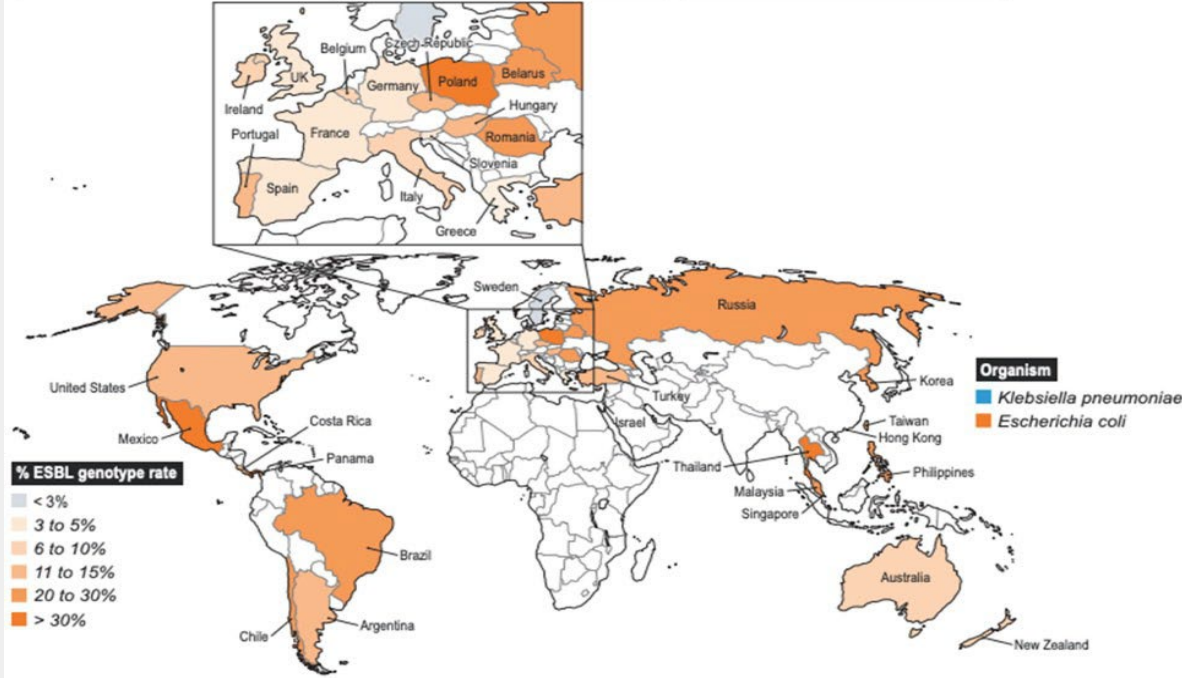 Czech Republic
Belgium
UK
Germany
Poland
Belarus
Ireland
Hungary
Portugal
France
Romania
Slovenia
Spain
Italy
Greece
Sweden
Russia
United States
Turkey
Korea
Mexico
Costa Rica
Israel
Taiwan
Hong Kong
Panama
Thailand
Philippines
Malaysia
Singapore
Brazil
Australia
Chile
Argentina
New Zealand
% ESBL genotype rate
< 3%
3 to 5%
6 to 10%
11 to 15%
20 to 30%
> 30%
Organism
Klebsiella pneumoniae
Escherichia coli